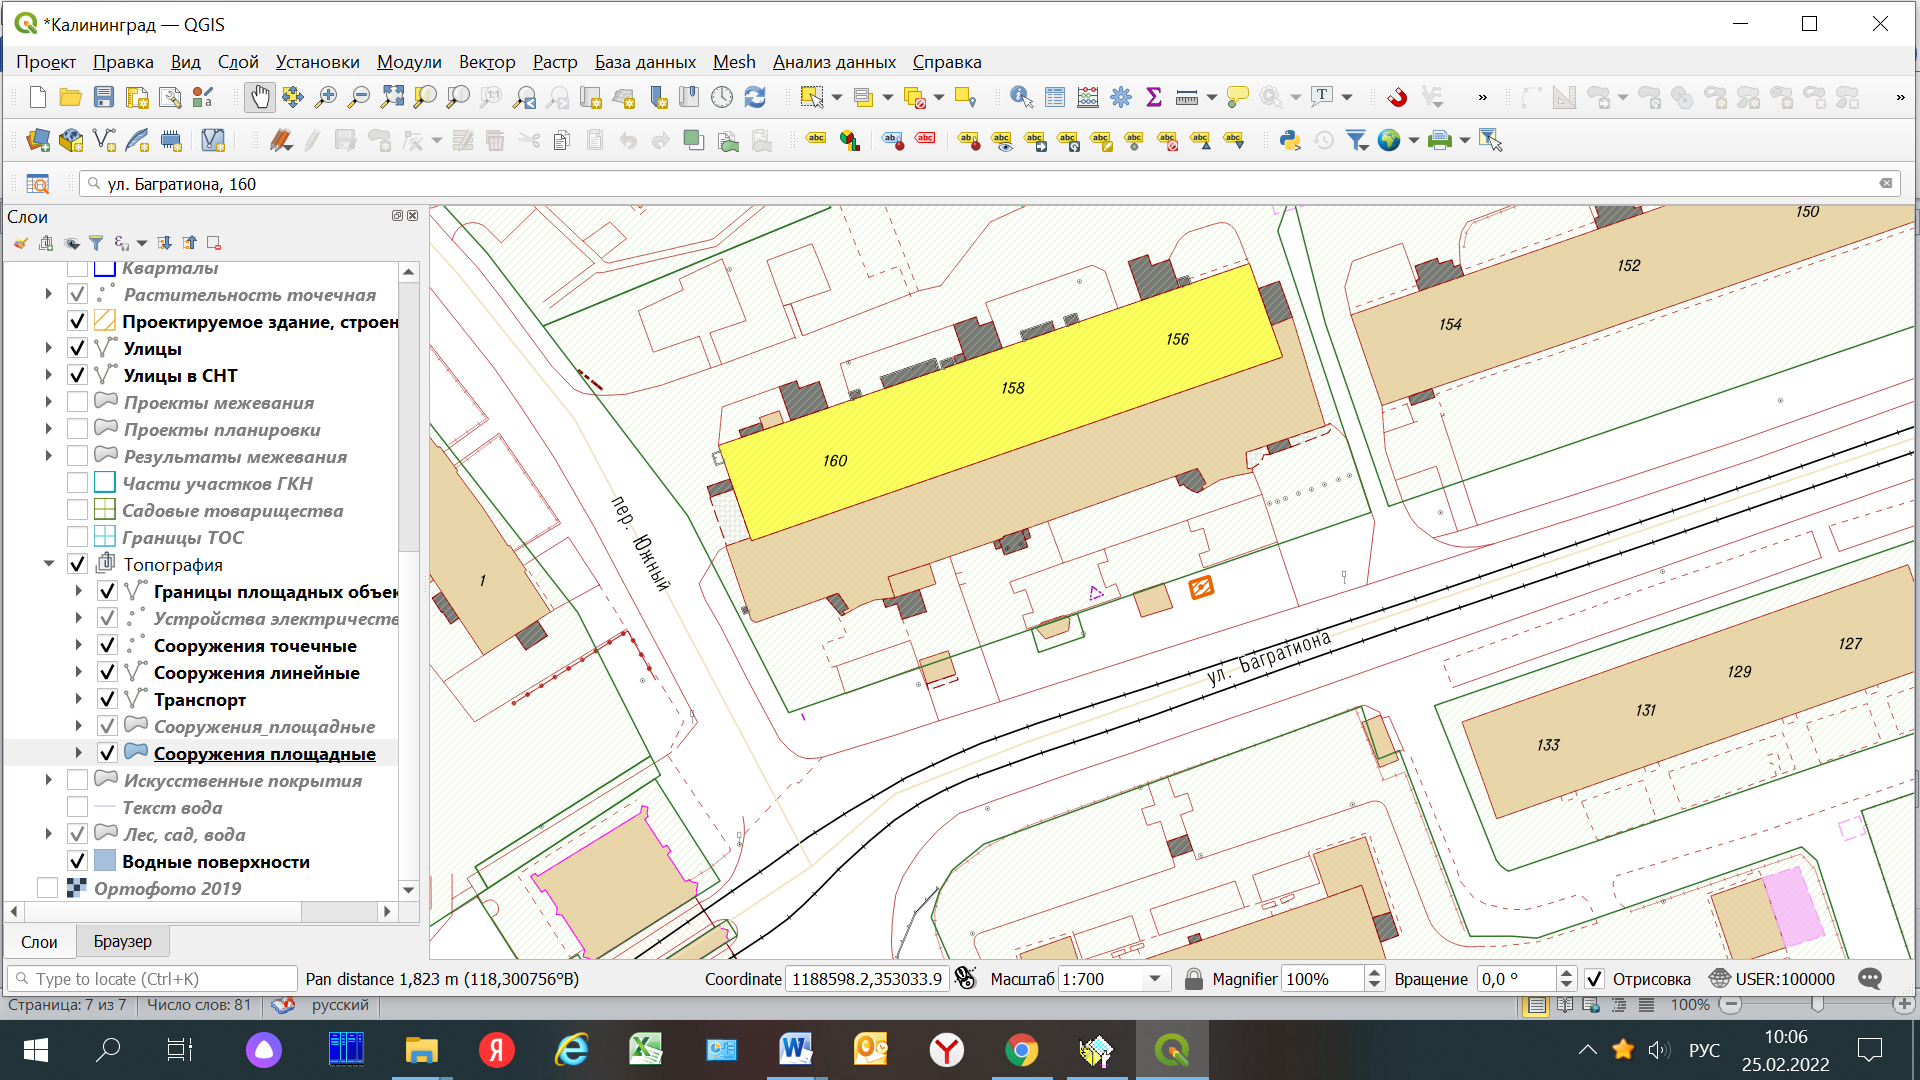 *Калининград — QGIS
Проект Правка Вид Слой Установки Модули Вектор Растр База данных Mesh Анализ данных Справка
ул. Багратиона, 160
Слои
Кварталы
Растительность точечная
Проектируемое здание, строен
Улицы
Улицы в СНТ
Проекты межевания
Проекты планировки
Результаты межевания
Части участков ГКН
Садовые товарищества
Границы ТОС
Топография
Границы площадных объек
Устройства электричестве
Сооружения точечные
Сооружения линейные
Транспорт
Сооружения_площадные
Сооружения площадные
Искусственные покрытия
Текст вода
Лес, сад, вода
Водные поверхности
Ортофото 2019
Слои Браузер
150
152
154
156
158
160
1
пер. Южный
ул. Багратиона
127
129
131
133
Type to locate (Ctrl+K) Pan distance 1,823 m (118,300756°В) Coordinate 1188598.2,353033.9 Масштаб 1:700 Magnifier 100% Вращение 0,0 ° Отрисовка USER:100000
Страница: 7 из 7 Число слов: 81 русский 100%
РУС
10:06
25.02.2022